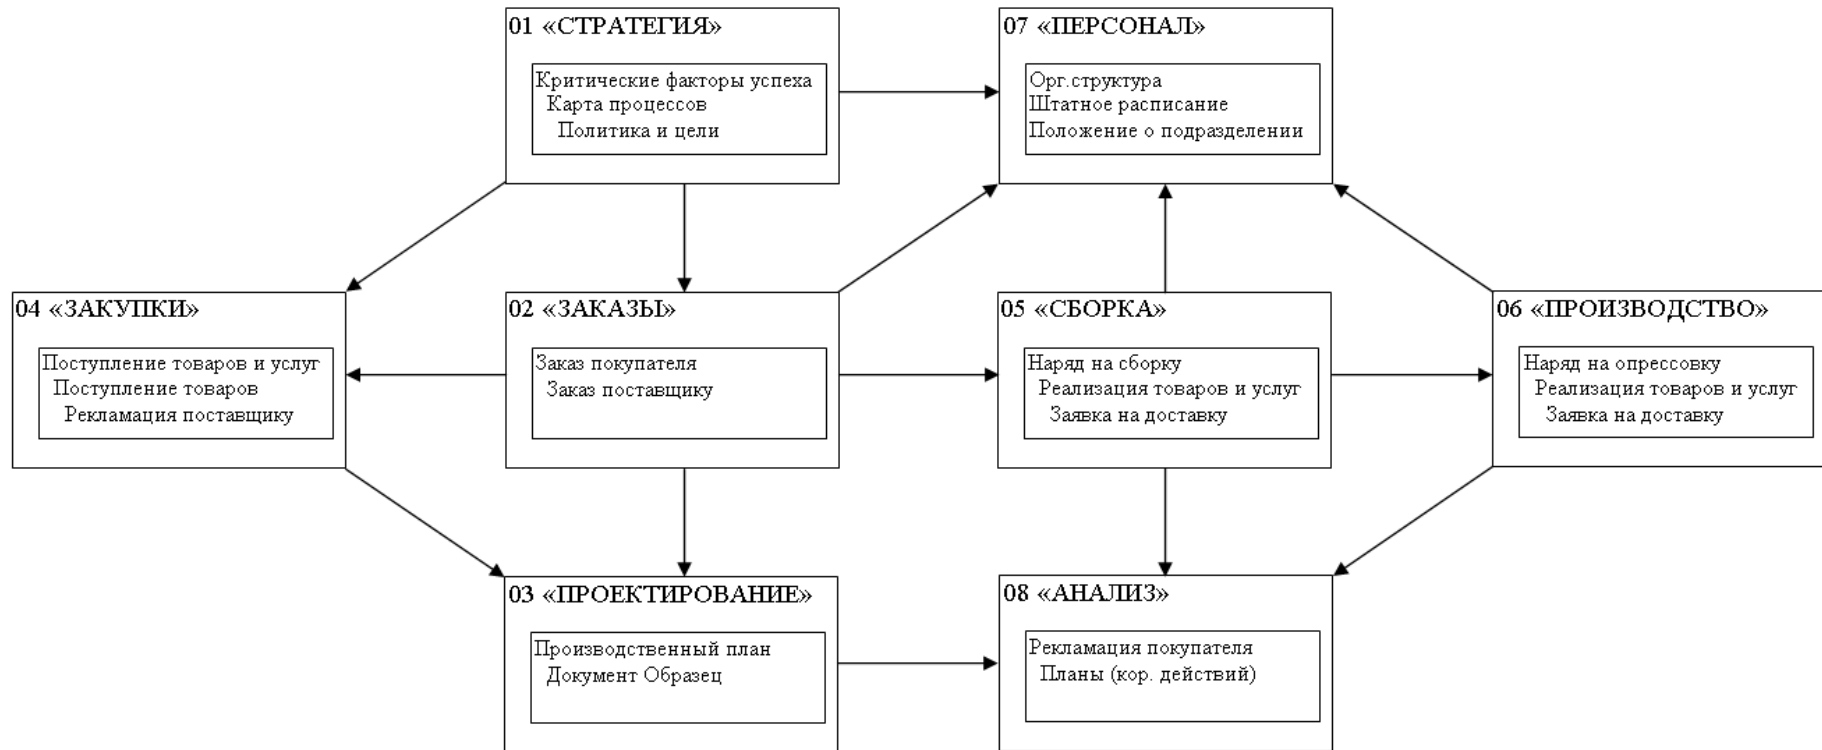 01 «СТРАТЕГИЯ»
Критические факторы успеха
Карта процессов
Политика и цели
07 «ПЕРСОНАЛ»
Орг.структура
Штатное расписание
Положение о подразделении
04 «ЗАКУПКИ»
Поступление товаров и услуг
Поступление товаров
Рекламация поставщику
02 «ЗАКАЗЫ»
Заказ покупателя
Заказ поставщику
05 «СБОРКА»
Наряд на сборку
Реализация товаров и услуг
Заявка на доставку
06 «ПРОИЗВОДСТВО»
Наряд на опрессовку
Реализация товаров и услуг
Заявка на доставку
03 «ПРОЕКТИРОВАНИЕ»
Производственный план
Документ Образец
08 «АНАЛИЗ»
Рекламация покупателя
Планы (кор. действий)